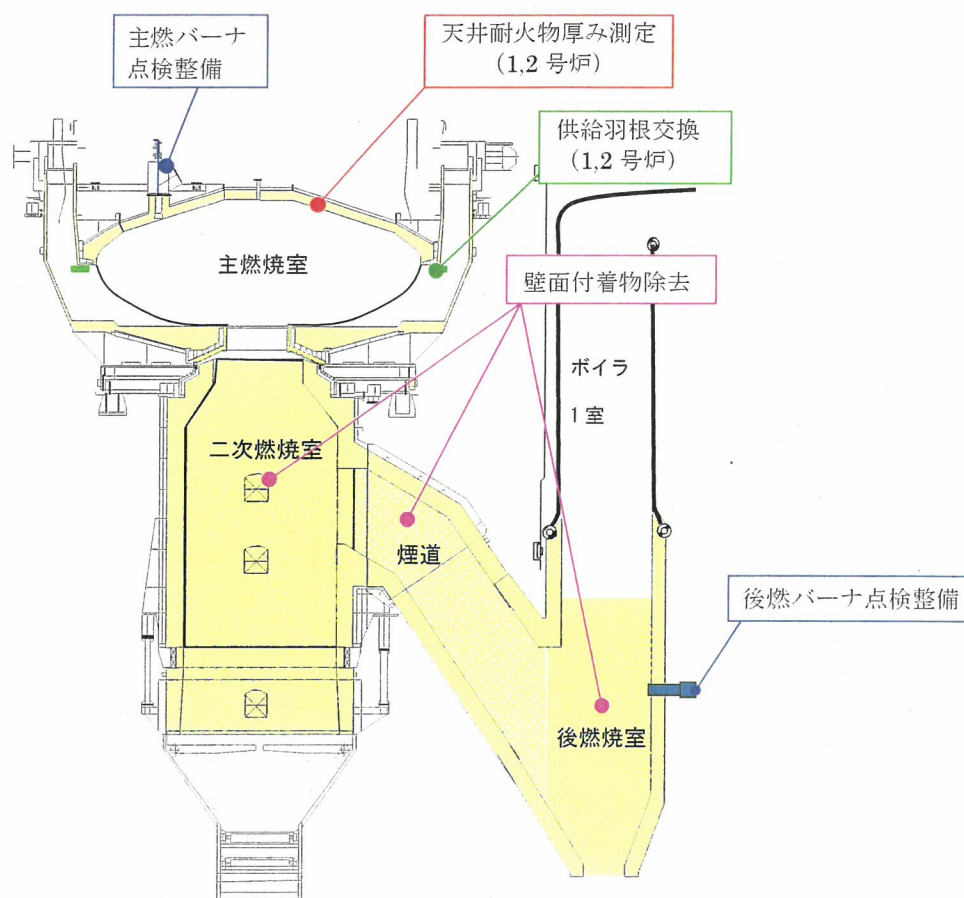 主燃バーナ
点検整備
天井耐火物厚み測定
(1,2 号炉)
供給羽根交換
(1,2 号炉)
主燃焼室
壁面付着物除去
ボイラ
1室
二次燃焼室
煙道
後燃バーナ点検整備
後燃焼室